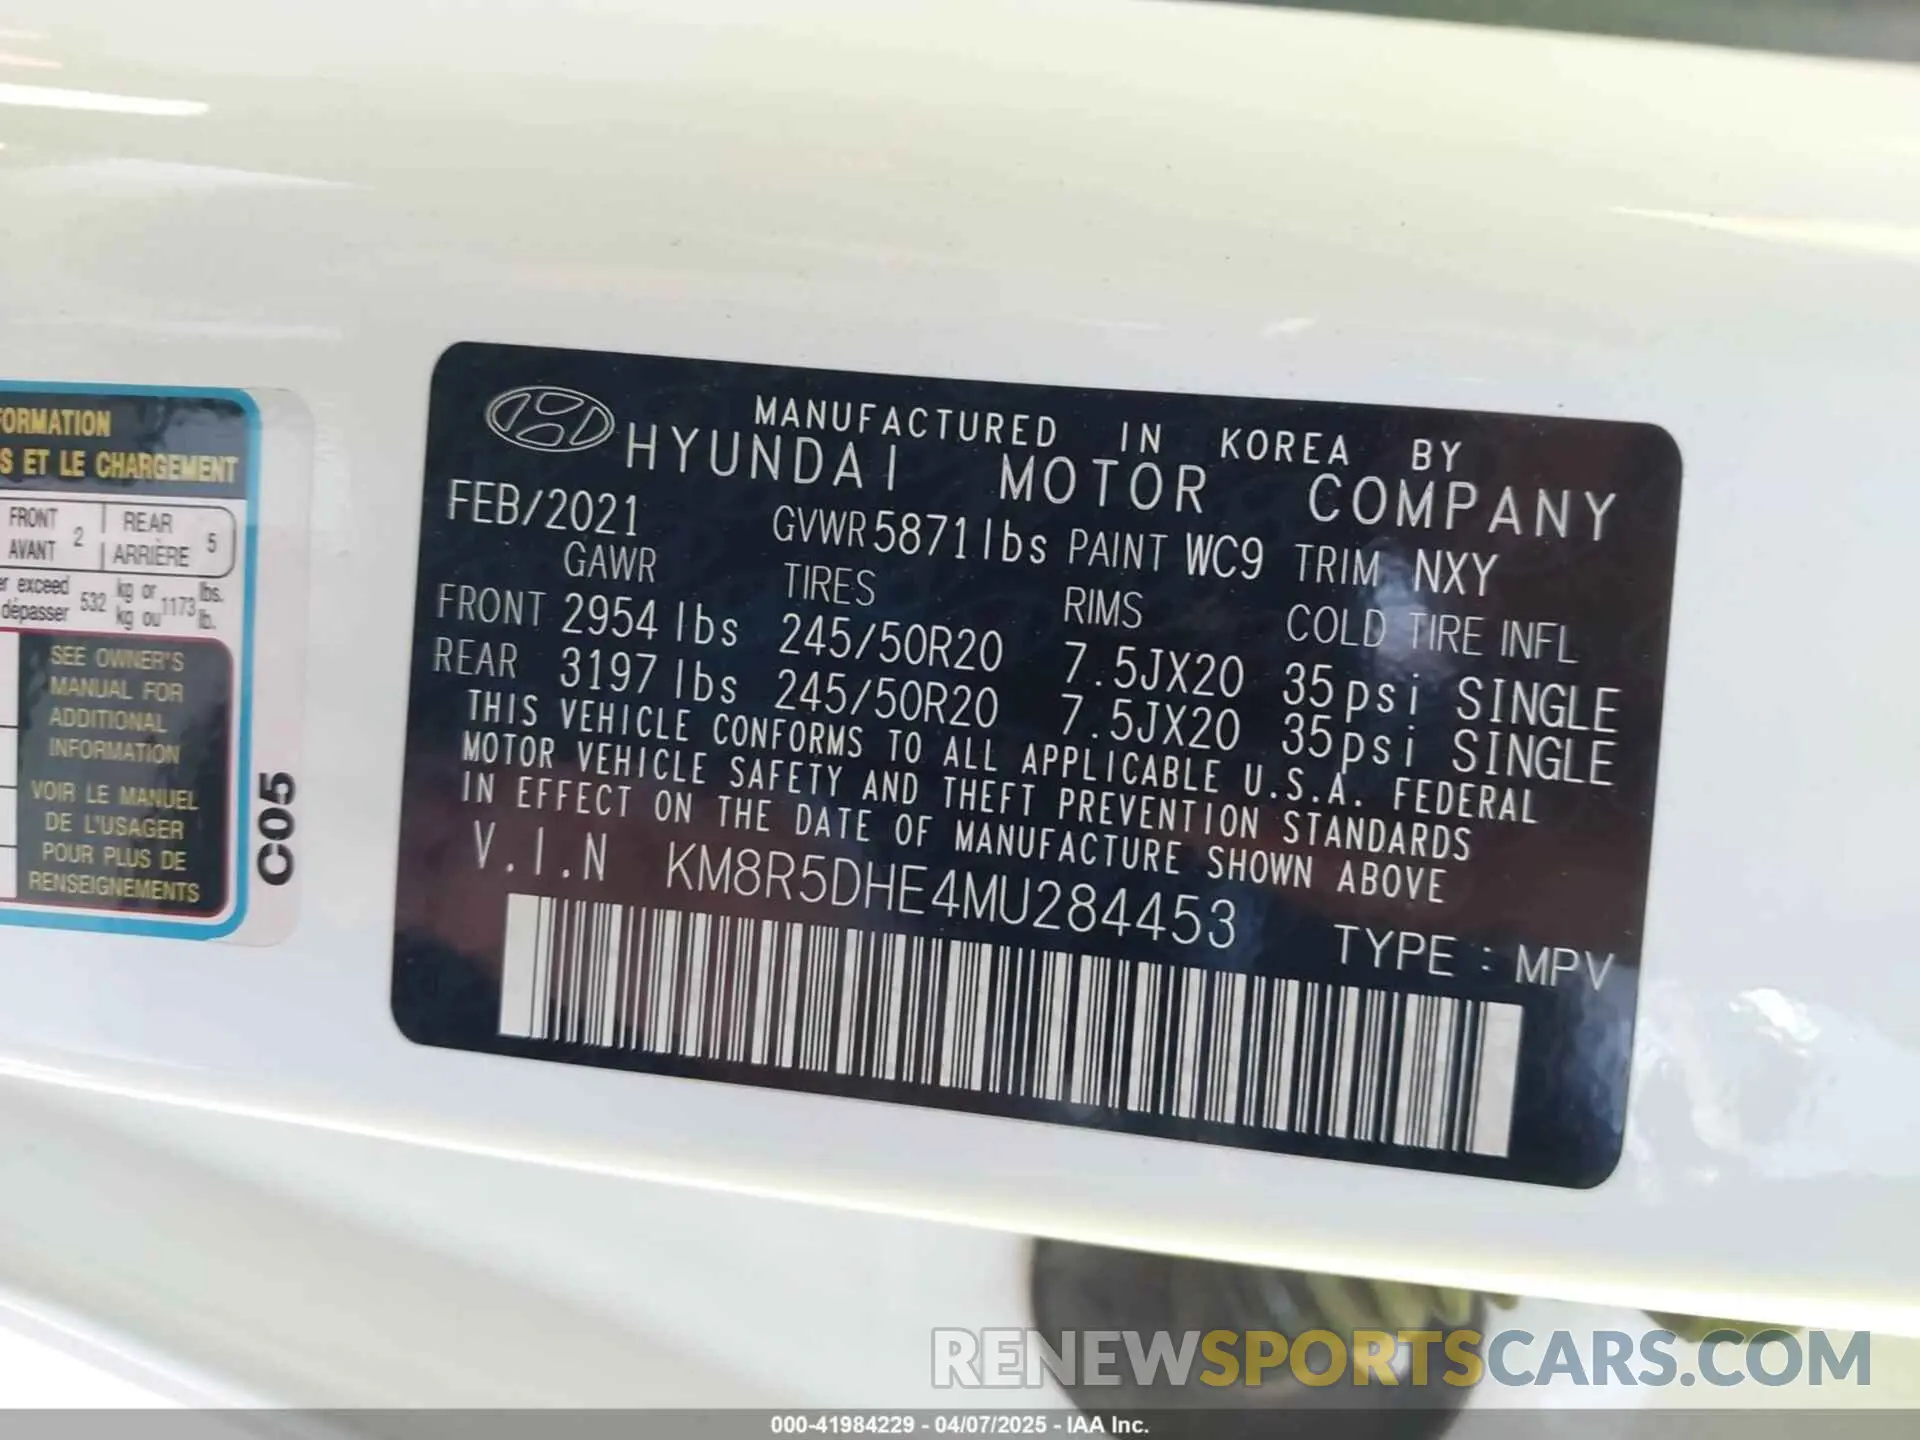 FORMATION
S ET LE CHARGEMENT
FRONT 2 REAR 5
AVANT ARRIÈRE
er exceed 532 kg or 1173 lbs.
dépasser kg ou lb.
SEE OWNER'S
MANUAL FOR
ADDITIONAL
INFORMATION
VOIR LE MANUEL
DE L'USAGER
POUR PLUS DE
RENSEIGNEMENTS
C05
MANUFACTURED IN KOREA BY
HYUNDAI MOTOR COMPANY
FEB/2021 GVWR 5871 lbs PAINT WC9 TRIM NXY
GAWR TIRES RIMS COLD TIRE INFL
FRONT 2954 lbs 245/50R20 7.5JX20 35psi SINGLE
REAR 3197 lbs 245/50R20 7.5JX20 35psi SINGLE
THIS VEHICLE CONFORMS TO ALL APPLICABLE U.S.A. FEDERAL
MOTOR VEHICLE SAFETY AND THEFT PREVENTION STANDARDS
IN EFFECT ON THE DATE OF MANUFACTURE SHOWN ABOVE
V.I.N KM8R5DHE4MU284453
TYPE : MPV
RENEWSPORTSCARS.COM
000-41984229 - 04/07/2025 - IAA Inc.